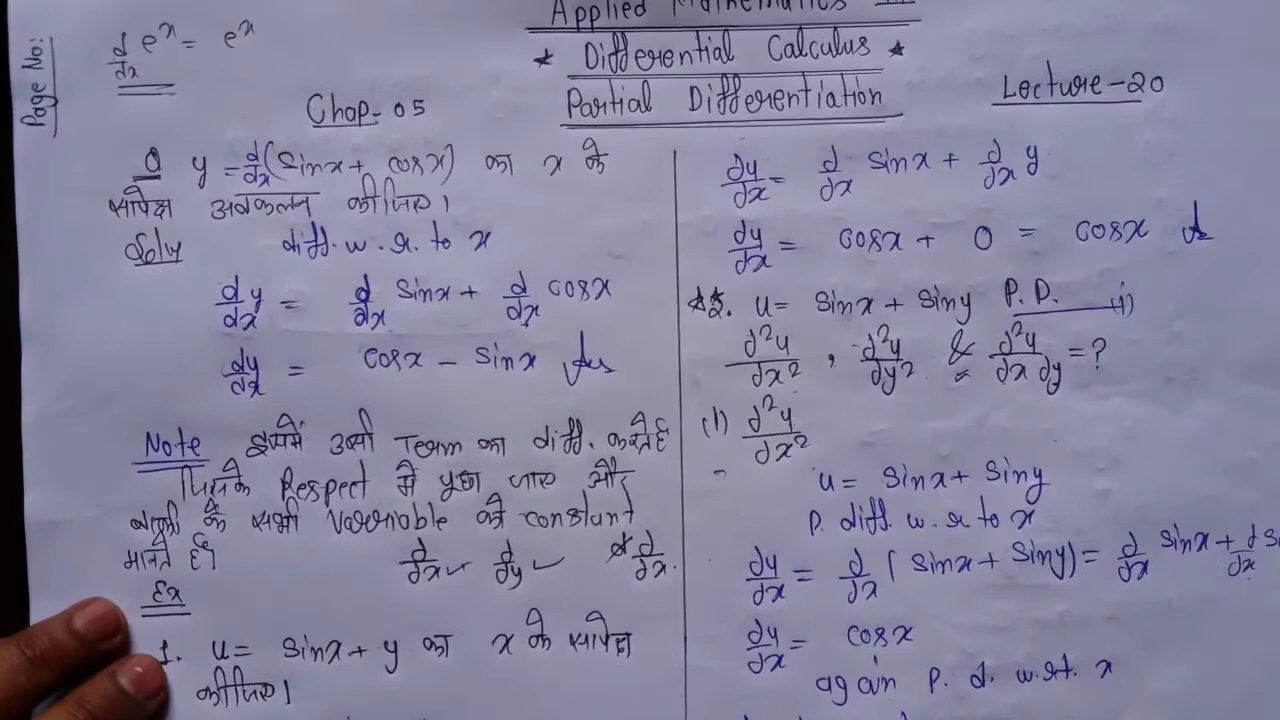 Page No:
d/dx e^x = e^x
Applied Mathematics
* Differential Calculus *
Partial Differentiation
Lecture-20
Chap-05
Q y = d/dx (sinx + cosx) का x के
सापेक्ष अवकलन कीजिए।
Solⁿ diff. w. r. to x
dy/dx = d/dx sinx + d/dx cosx
dy/dx = cosx - sinx Ans
Note इसमें उसी Term का diff. करते है
जिसके Respect मे पूछा जाए और
बाकी के सभी Variable को constant
मानते है।
∂/∂x ✓ ∂/∂y ✓ * ∂/∂x.
Ex
1. u = sinx + y का x के सापेक्ष
कीजिए।
∂u/∂x = ∂/∂x sinx + ∂/∂x y
∂u/∂x = cosx + 0 = cosx Ans
**2. u = sinx + siny P.D. —(i)
∂²u/∂x² , ∂²u/∂y² & ∂²u/∂x∂y = ?
(1) ∂²u/∂x²
u = sinx + siny
p. diff w. r to x
∂u/∂x = ∂/∂x (sinx + siny) = ∂/∂x sinx + ∂/∂x si
∂u/∂x = cosx
again p. d. w.r.t. x